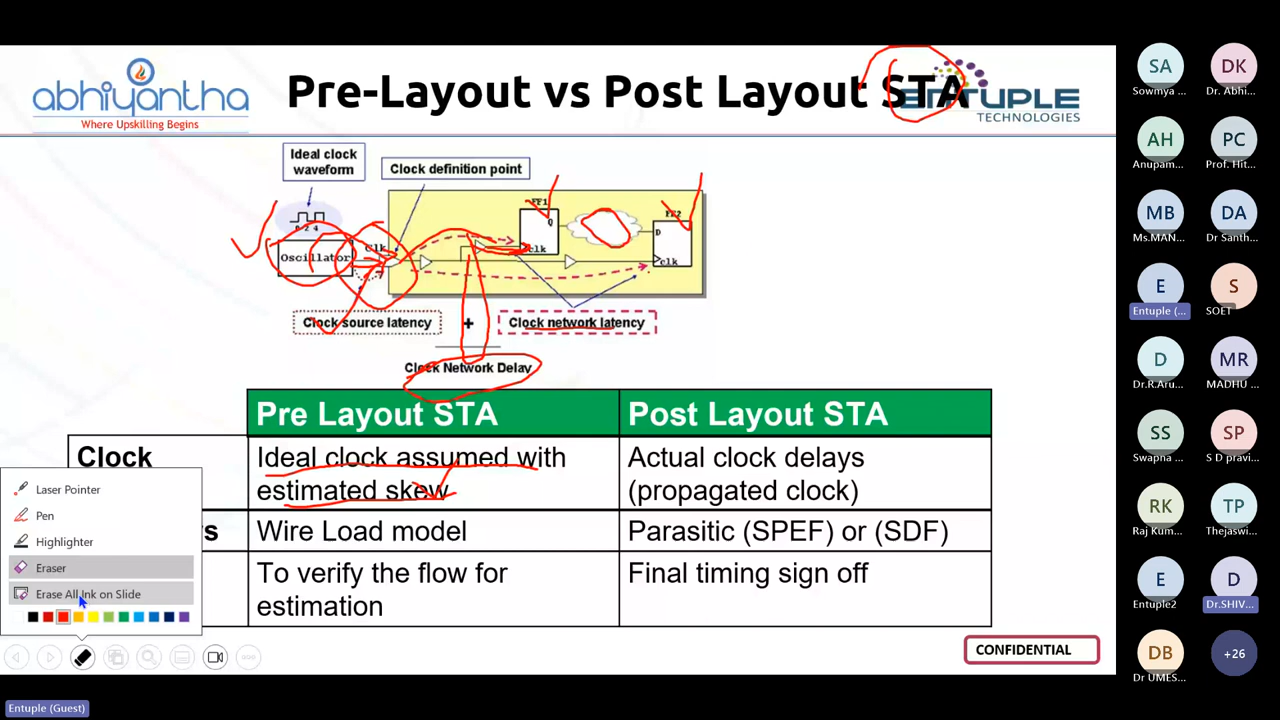 abhiyantha
Where Upskilling Begins
Pre-Layout vs Post Layout STA
ENTUPLE
TECHNOLOGIES
Ideal clock
waveform
Clock definition point
0 2 4
Clk
Oscillator
FF1
Q
clk
FF2
D
clk
Clock source latency
+
Clock network latency
Clock Network Delay
Pre Layout STA
Post Layout STA
Clock
Ideal clock assumed with
estimated skew
Actual clock delays
(propagated clock)
s
Wire Load model
Parasitic (SPEF) or (SDF)
To verify the flow for
estimation
Final timing sign off
Laser Pointer
Pen
Highlighter
Eraser
Erase All Ink on Slide
CONFIDENTIAL
SA
Sowmya ...
DK
Dr. Abhi...
AH
Anupam...
PC
Prof. Hit...
MB
Ms.MAN...
DA
Dr Santh...
E
Entuple (...
S
SOET
D
Dr.R.Aru...
MR
MADHU ...
SS
Swapna ...
SP
S D pravi...
RK
Raj Kum...
TP
Thejaswi...
E
Entuple2
D
Dr.SHIV...
DB
Dr UMES...
+26
Entuple (Guest)